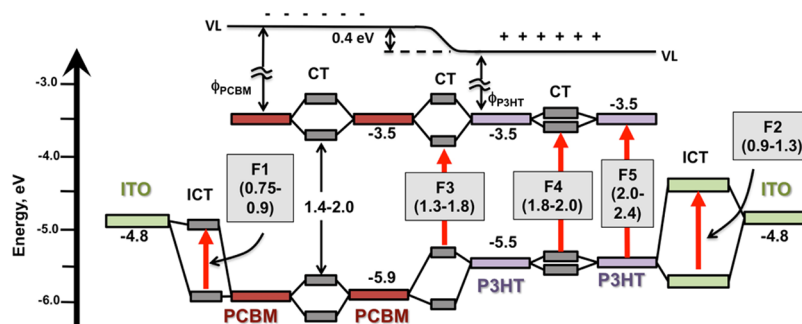 - - - - - -
VL
0.4 eV
+ + + + + +
VL
ϕPCBM
CT
CT
ϕP3HT
CT
-3.0
-3.5
-3.5
-3.5
-4.0
-5.0
-6.0
Energy, eV
ITO
-4.8
ICT
F1
(0.75-
0.9)
1.4-2.0
F3
(1.3-1.8)
F4
(1.8-2.0)
F5
(2.0-
2.4)
ICT
F2
(0.9-1.3)
ITO
-4.8
-5.9
-5.5
P3HT
P3HT
PCBM
PCBM